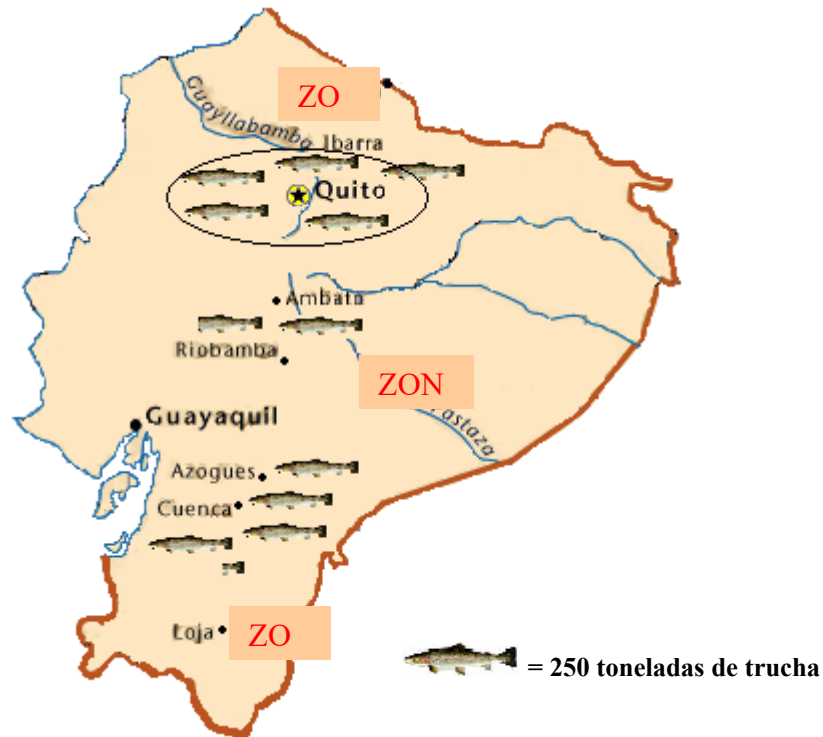 ZO
Guayllabamba
Ibarra
Quito
Ambato
Riobamba
ZON
Guayaquil
astaza
Azogues
Cuenca
Loja
ZO
= 250 toneladas de trucha